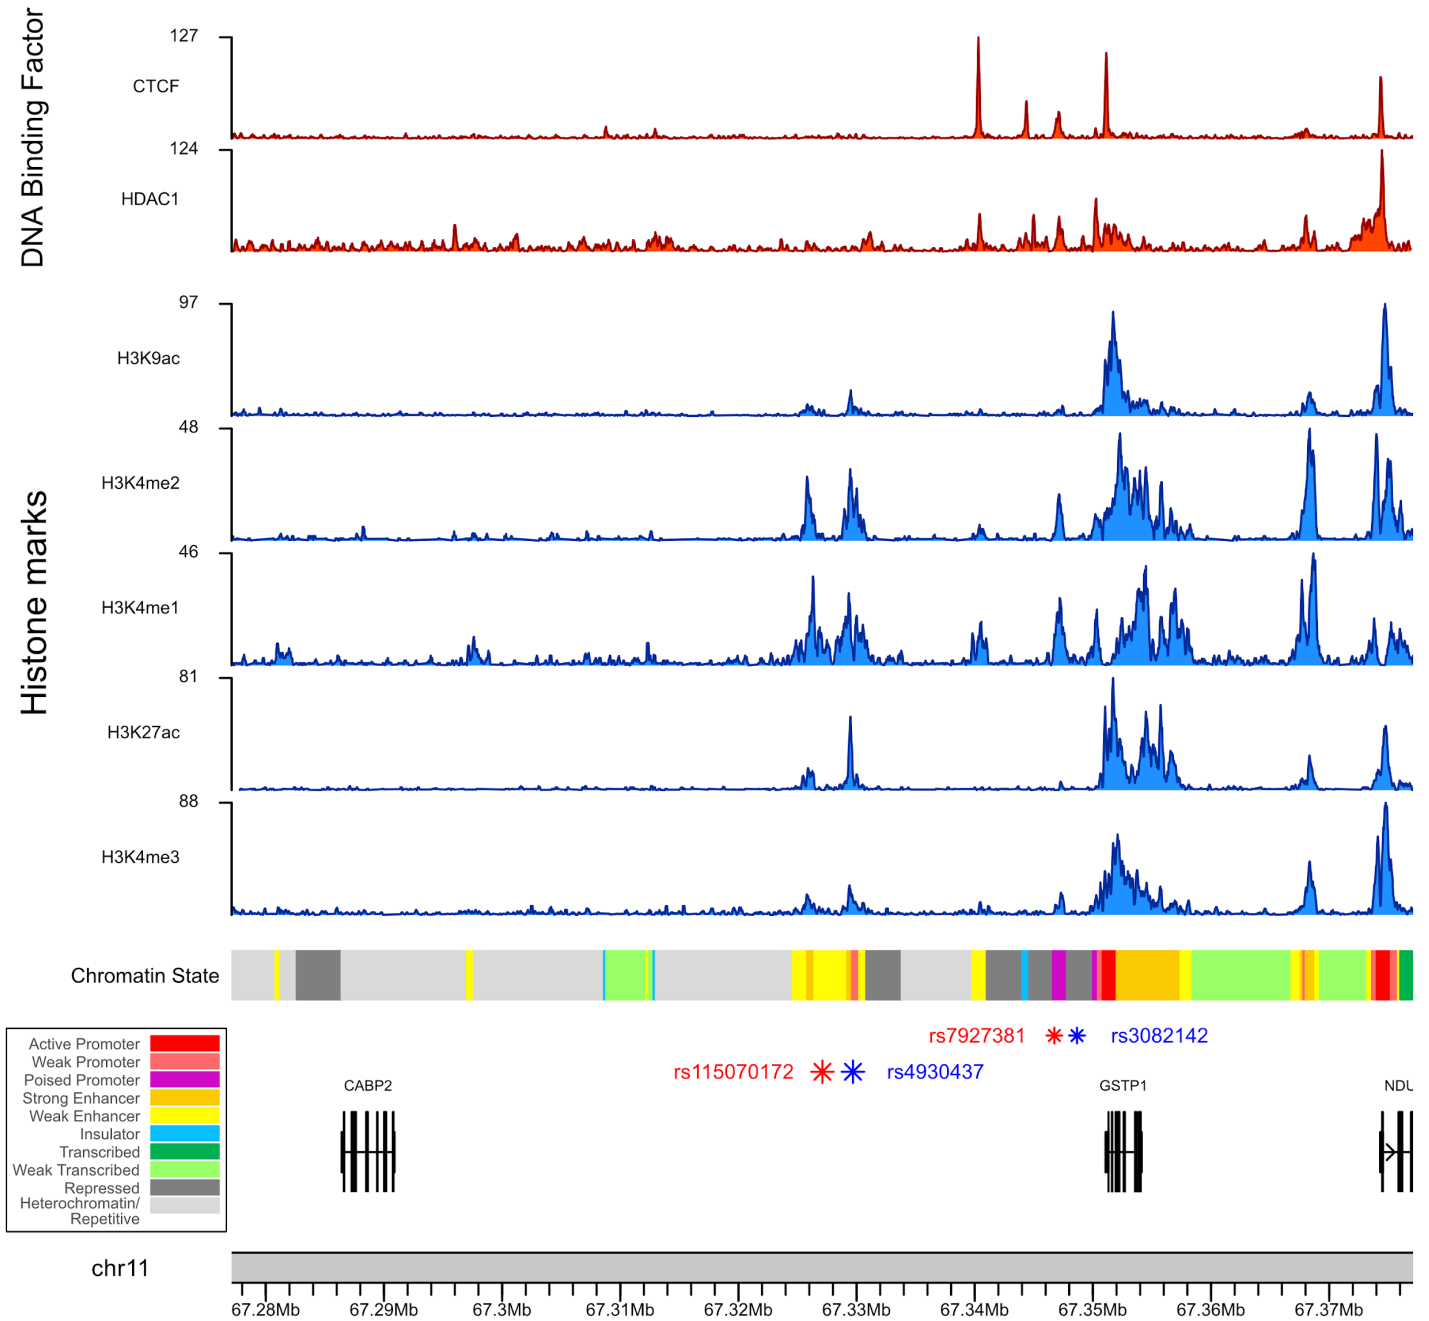 DNA Binding Factor
127
CTCF
124
HDAC1
Histone marks
97
H3K9ac
48
H3K4me2
46
H3K4me1
81
H3K27ac
88
H3K4me3
Chromatin State
Active Promoter
Weak Promoter
Poised Promoter
Strong Enhancer
Weak Enhancer
Insulator
Transcribed
Weak Transcribed
Repressed
Heterochromatin/
Repetitive
rs7927381 rs3082142
rs115070172 rs4930437
CABP2 GSTP1 NDU
chr11
67.28Mb 67.29Mb 67.3Mb 67.31Mb 67.32Mb 67.33Mb 67.34Mb 67.35Mb 67.36Mb 67.37Mb